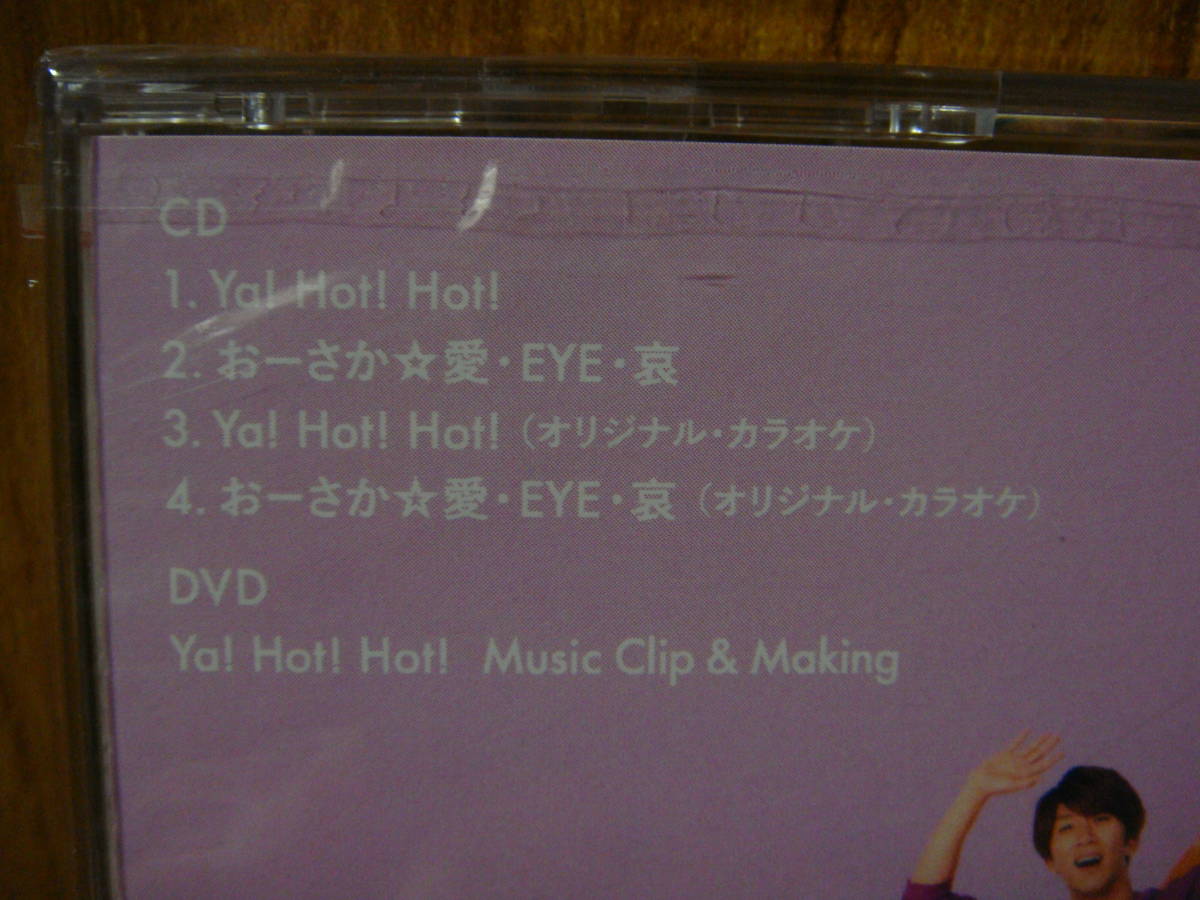 CD
1. Ya! Hot! Hot!
2. おーさか☆愛・EYE・哀
3. Ya! Hot! Hot!（オリジナル・カラオケ）
4. おーさか☆愛・EYE・哀（オリジナル・カラオケ）
DVD
Ya! Hot! Hot! Music Clip & Making